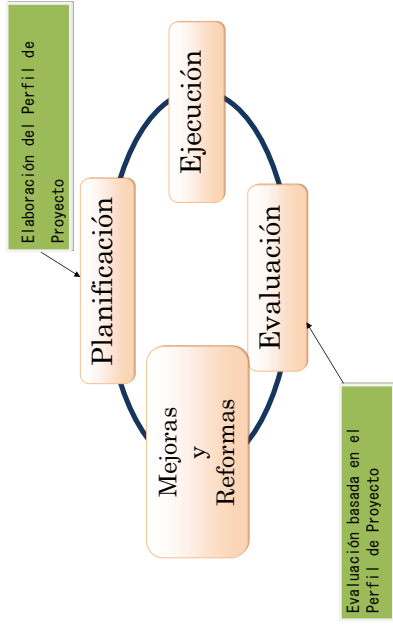 Elaboración del Perfil de
Proyecto
Planificación
Ejecución
Evaluación
Mejoras
y
Reformas
Evaluación basada en el
Perfil de Proyecto